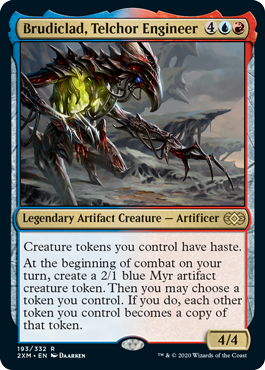 Brudiclad, Telchor Engineer 4
Legendary Artifact Creature — Artificer
Creature tokens you control have haste.
At the beginning of combat on your
turn, create a 2/1 blue Myr artifact
creature token. Then you may choose a
token you control. If you do, each other
token you control becomes a copy of
that token.
4/4
193/332 R
2XM • EN DAARKEN
™ & © 2020 Wizards of the Coast